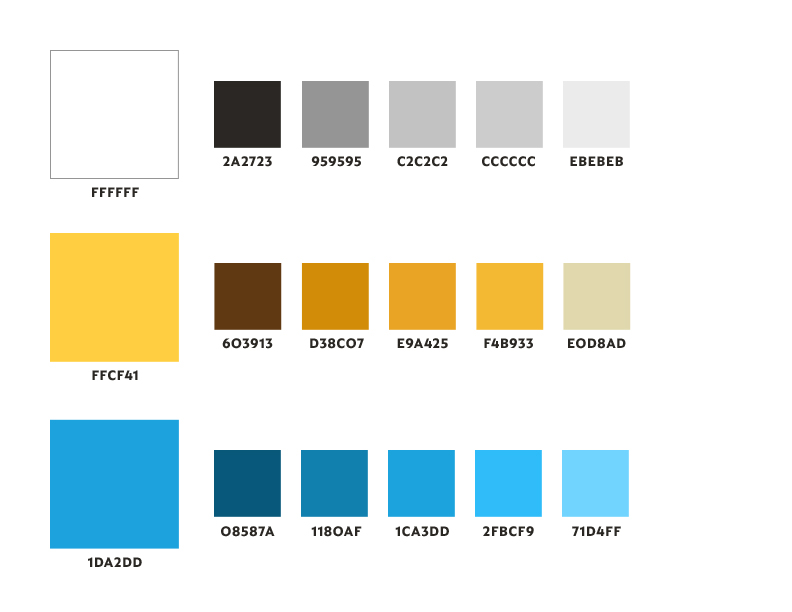 FFFFFF
2A2723
959595
C2C2C2
CCCCCC
EBEBEB
FFCF41
603913
D38C07
E9A425
F4B933
E0D8AD
1DA2DD
08587A
1180AF
1CA3DD
2FBCF9
71D4FF